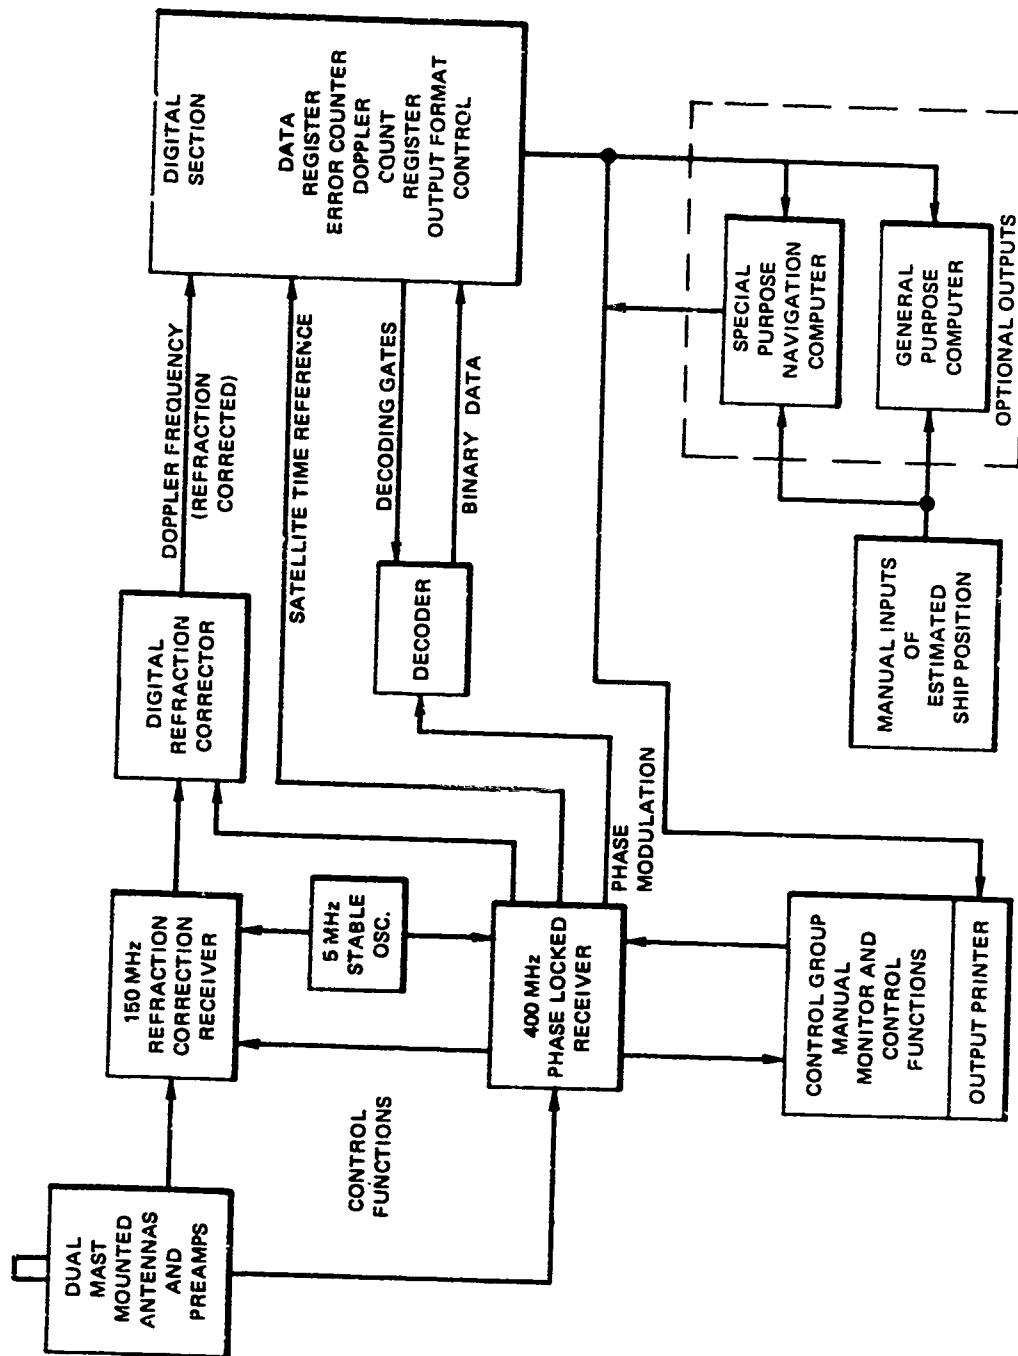 DUAL
MAST
MOUNTED
ANTENNAS
AND
PREAMPS
150 MHz
REFRACTION
CORRECTION
RECEIVER
DIGITAL
REFRACTION
CORRECTOR
DOPPLER FREQUENCY
(REFRACTION
CORRECTED)
DIGITAL
SECTION
DATA
REGISTER
ERROR COUNTER
DOPPLER
COUNT
REGISTER
OUTPUT FORMAT
CONTROL
5 MHz
STABLE
OSC.
SATELLITE TIME REFERENCE
CONTROL
FUNCTIONS
DECODING GATES
DECODER
BINARY DATA
400 MHz
PHASE LOCKED
RECEIVER
PHASE
MODULATION
CONTROL GROUP
MANUAL
MONITOR AND
CONTROL
FUNCTIONS
OUTPUT PRINTER
MANUAL INPUTS
OF
ESTIMATED
SHIP POSITION
SPECIAL
PURPOSE
NAVIGATION
COMPUTER
GENERAL
PURPOSE
COMPUTER
OPTIONAL OUTPUTS